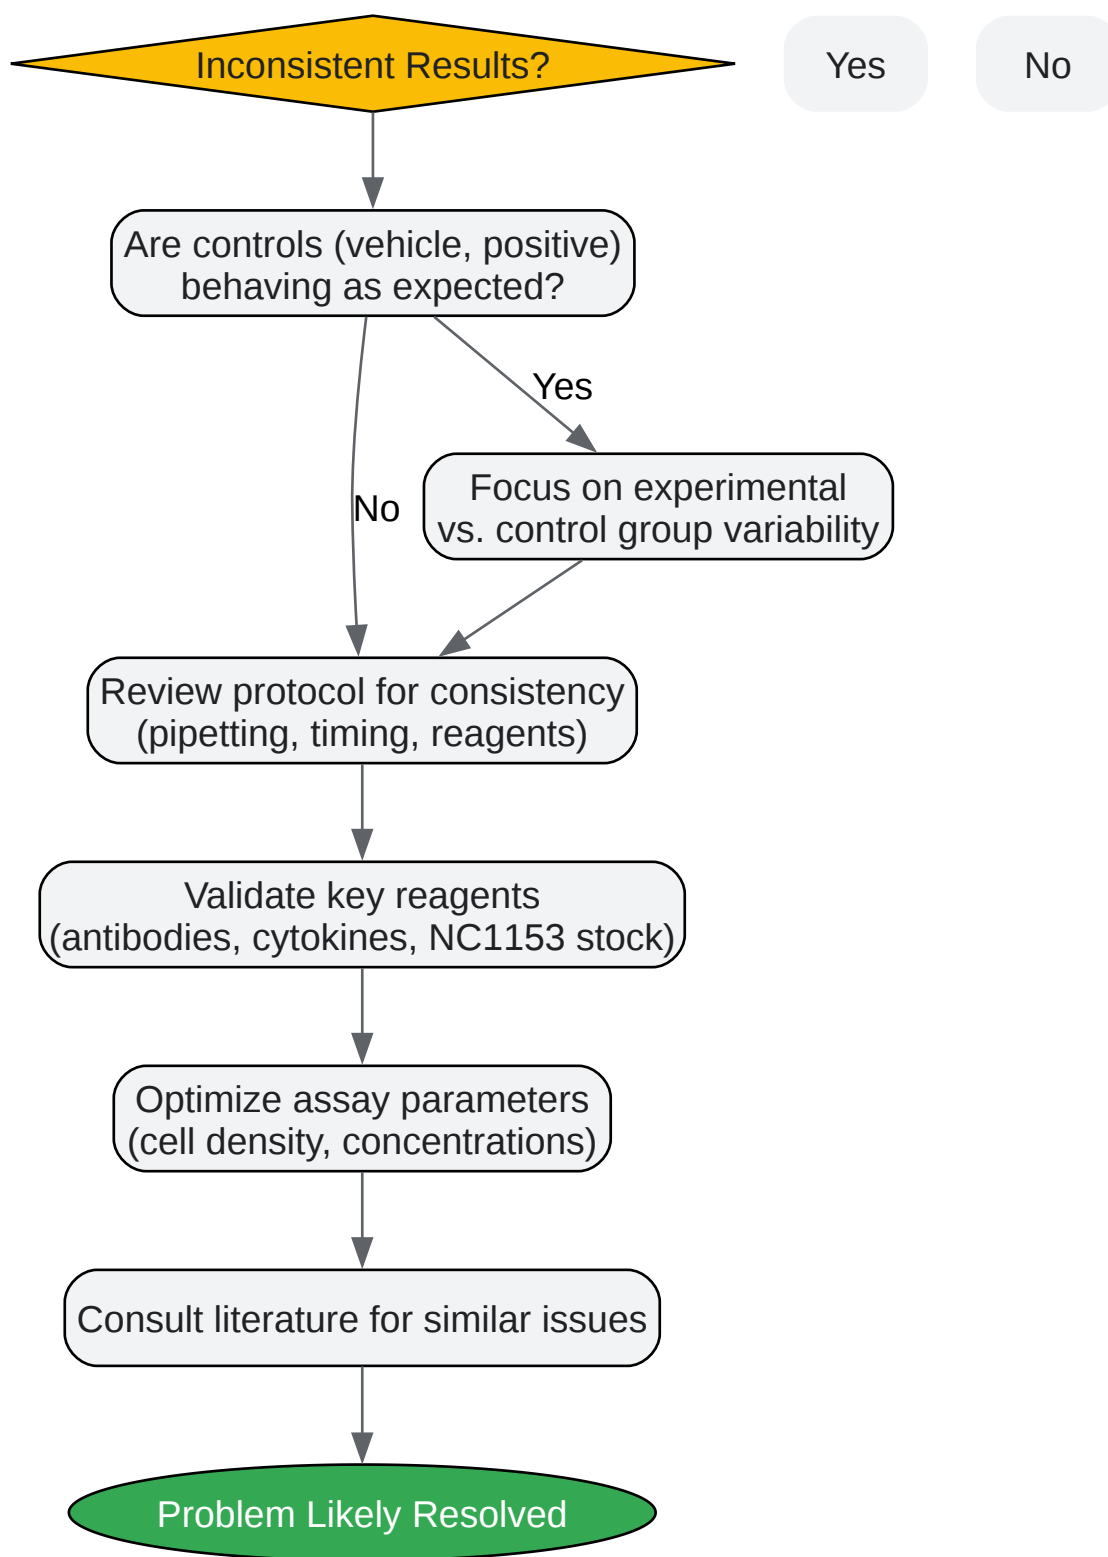 Inconsistent Results?
Yes
No
Are controls (vehicle, positive)
behaving as expected?
Yes
Focus on experimental
vs. control group variability
No
Review protocol for consistency
(pipetting, timing, reagents)
Validate key reagents
(antibodies, cytokines, NC1153 stock)
Optimize assay parameters
(cell density, concentrations)
Consult literature for similar issues
Problem Likely Resolved